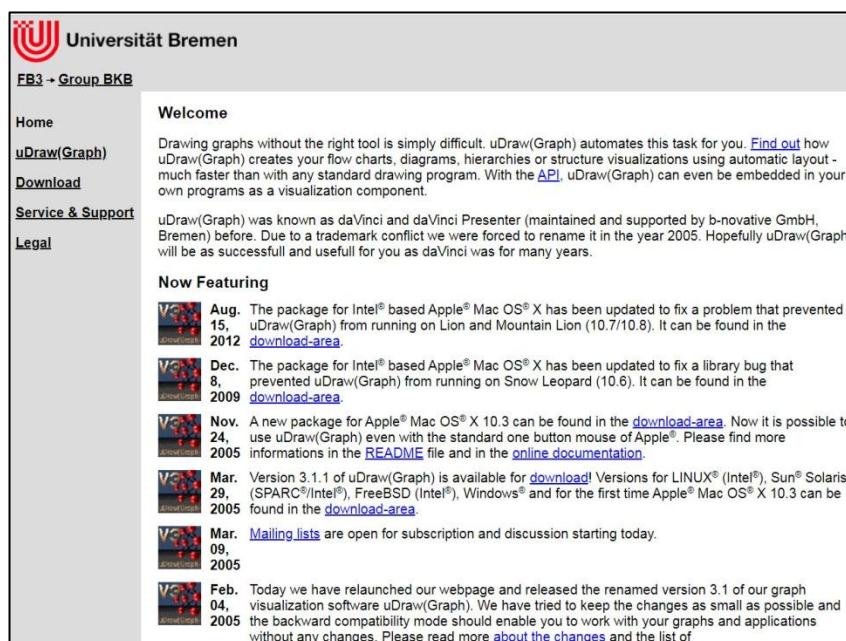 Universität Bremen
FB3 → Group BKB
Home
uDraw(Graph)
Download
Service & Support
Legal
Welcome
Drawing graphs without the right tool is simply difficult. uDraw(Graph) automates this task for you. Find out how
uDraw(Graph) creates your flow charts, diagrams, hierarchies or structure visualizations using automatic layout -
much faster than with any standard drawing program. With the API, uDraw(Graph) can even be embedded in your
own programs as a visualization component.
uDraw(Graph) was known as daVinci and daVinci Presenter (maintained and supported by b-novative GmbH,
Bremen) before. Due to a trademark conflict we were forced to rename it in the year 2005. Hopefully uDraw(Graph
will be as successfull and usefull for you as daVinci was for many years.
Now Featuring
Aug. The package for Intel® based Apple® Mac OS® X has been updated to fix a problem that prevented
15, uDraw(Graph) from running on Lion and Mountain Lion (10.7/10.8). It can be found in the
2012 download-area.
Dec. The package for Intel® based Apple® Mac OS® X has been updated to fix a library bug that
8, prevented uDraw(Graph) from running on Snow Leopard (10.6). It can be found in the
2009 download-area.
Nov. A new package for Apple® Mac OS® X 10.3 can be found in the download-area. Now it is possible to
24, use uDraw(Graph) even with the standard one button mouse of Apple®. Please find more
2005 informations in the README file and in the online documentation.
Mar. Version 3.1.1 of uDraw(Graph) is available for download! Versions for LINUX® (Intel®), Sun® Solaris
29, (SPARC®/Intel®), FreeBSD (Intel®), Windows® and for the first time Apple® Mac OS® X 10.3 can be
2005 found in the download-area.
Mar. Mailing lists are open for subscription and discussion starting today.
09,
2005
Feb. Today we have relaunched our webpage and released the renamed version 3.1 of our graph
04, visualization software uDraw(Graph). We have tried to keep the changes as small as possible and
2005 the backward compatibility mode should enable you to work with your graphs and applications
without any changes. Please read more about the changes and the list of